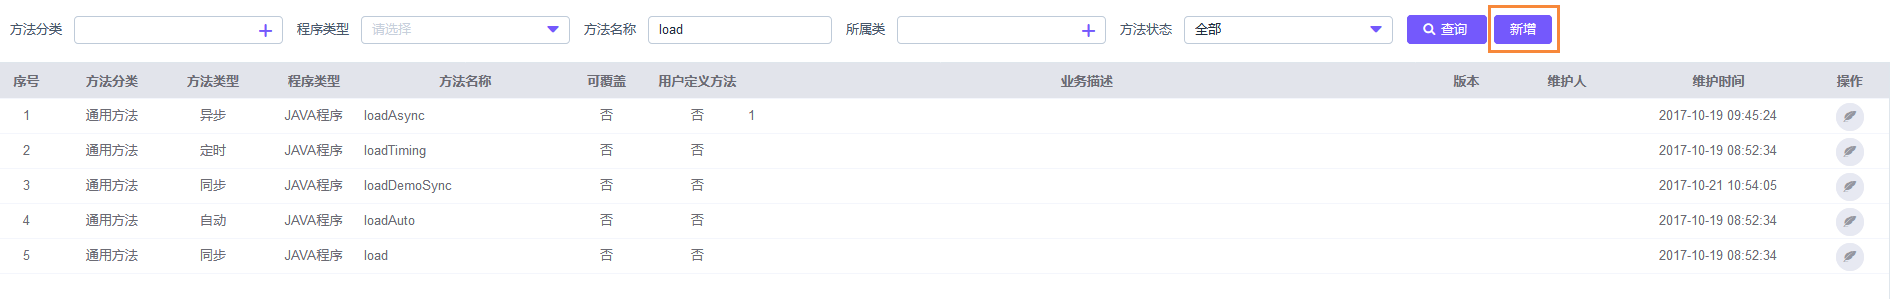 方法分类 程序类型 请选择 方法名称 load 所属类 方法状态 全部 查询 新增
序号 方法分类 方法类型 程序类型 方法名称 可覆盖 用户定义方法 业务描述 版本 维护人 维护时间 操作
1 通用方法 异步 JAVA程序 loadAsync 否 否 1 2017-10-19 09:45:24
2 通用方法 定时 JAVA程序 loadTiming 否 否 2017-10-19 08:52:34
3 通用方法 同步 JAVA程序 loadDemoSync 否 否 2017-10-21 10:54:05
4 通用方法 自动 JAVA程序 loadAuto 否 否 2017-10-19 08:52:34
5 通用方法 同步 JAVA程序 load 否 否 2017-10-19 08:52:34